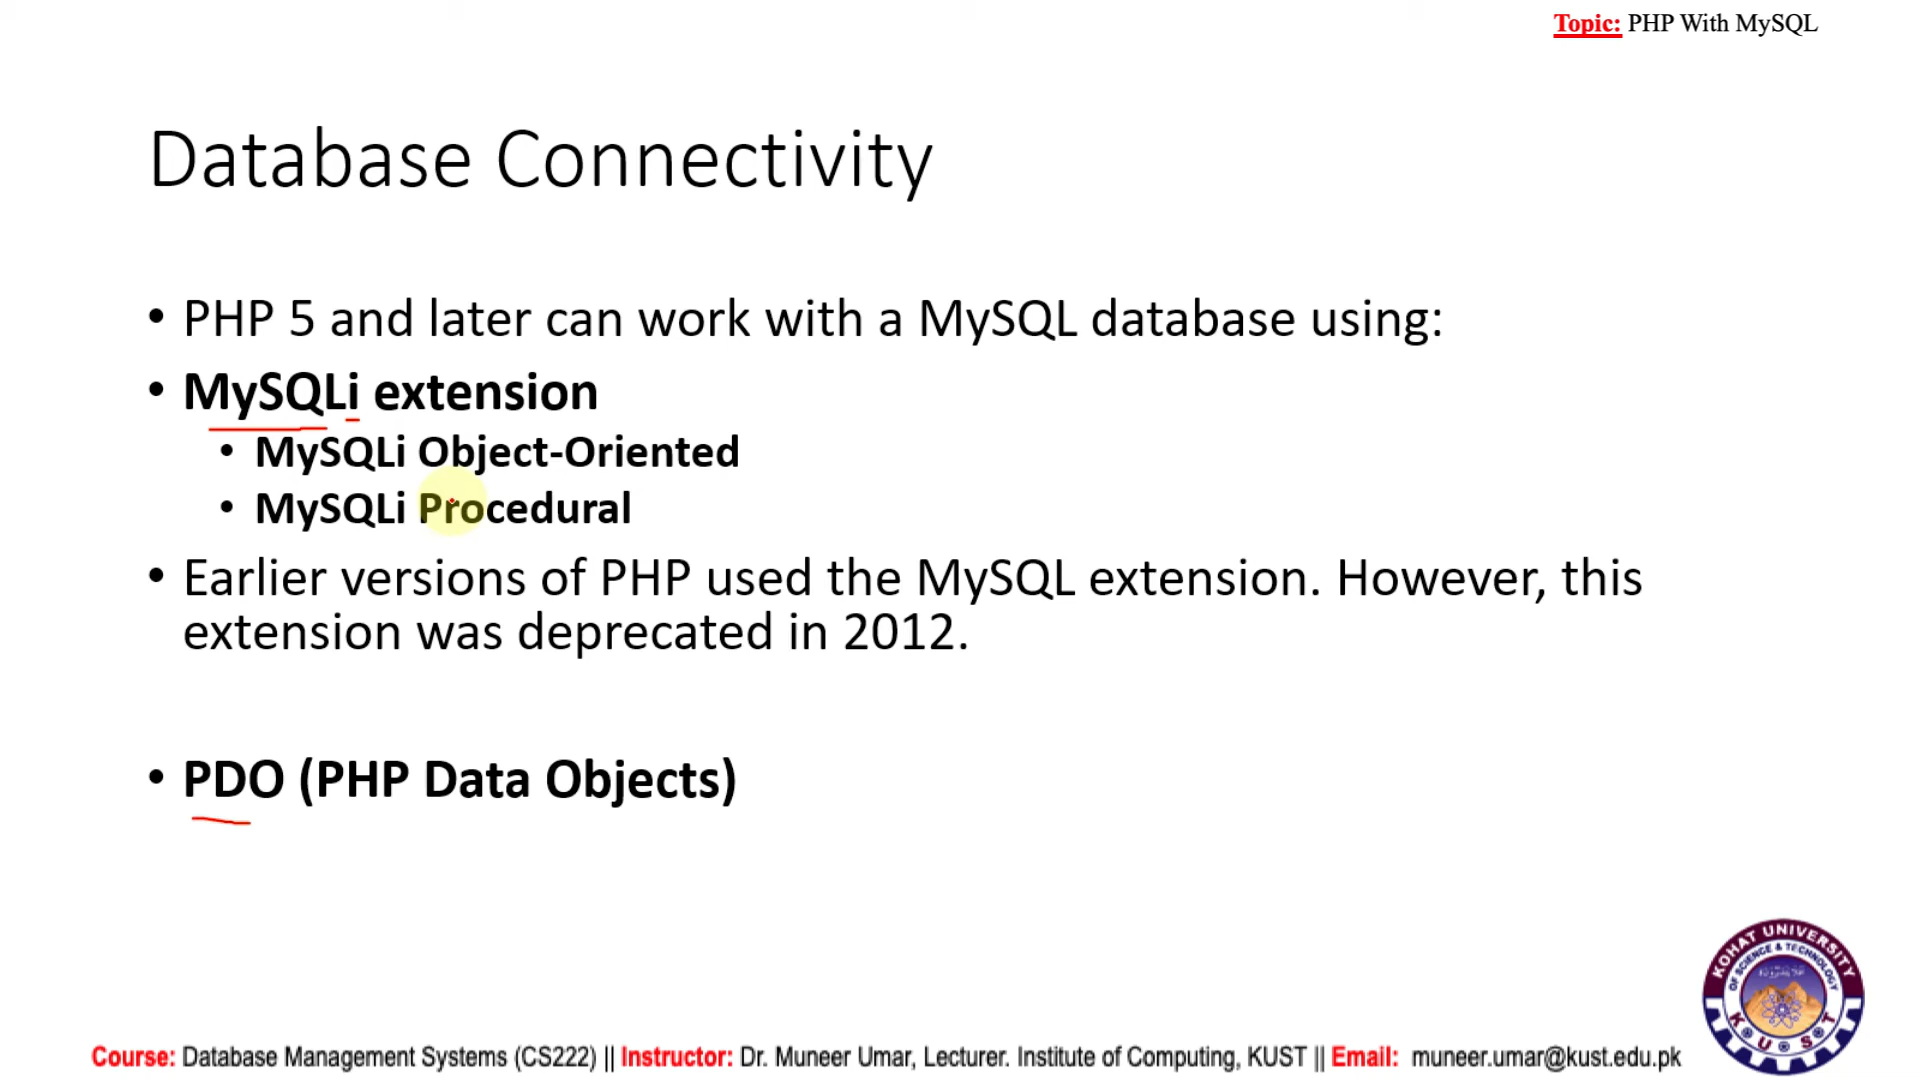 Topic: PHP With MySQL
Database Connectivity
• PHP 5 and later can work with a MySQL database using:
• MySQLi extension
• MySQLi Object-Oriented
• MySQLi Procedural
• Earlier versions of PHP used the MySQL extension. However, this
extension was deprecated in 2012.
• PDO (PHP Data Objects)
KOHAT UNIVERSITY
OF SCIENCE & TECHNOLOGY
K U S T
Course: Database Management Systems (CS222) || Instructor: Dr. Muneer Umar, Lecturer. Institute of Computing, KUST || Email: muneer.umar@kust.edu.pk